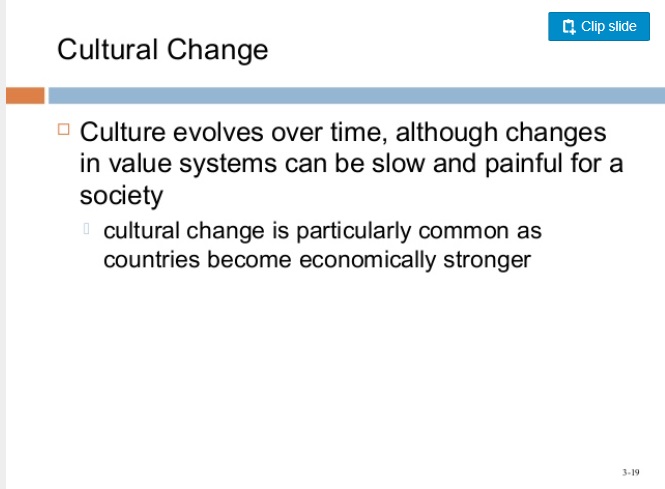 Clip slide
Cultural Change
Culture evolves over time, although changes
in value systems can be slow and painful for a
society
cultural change is particularly common as
countries become economically stronger
3-19